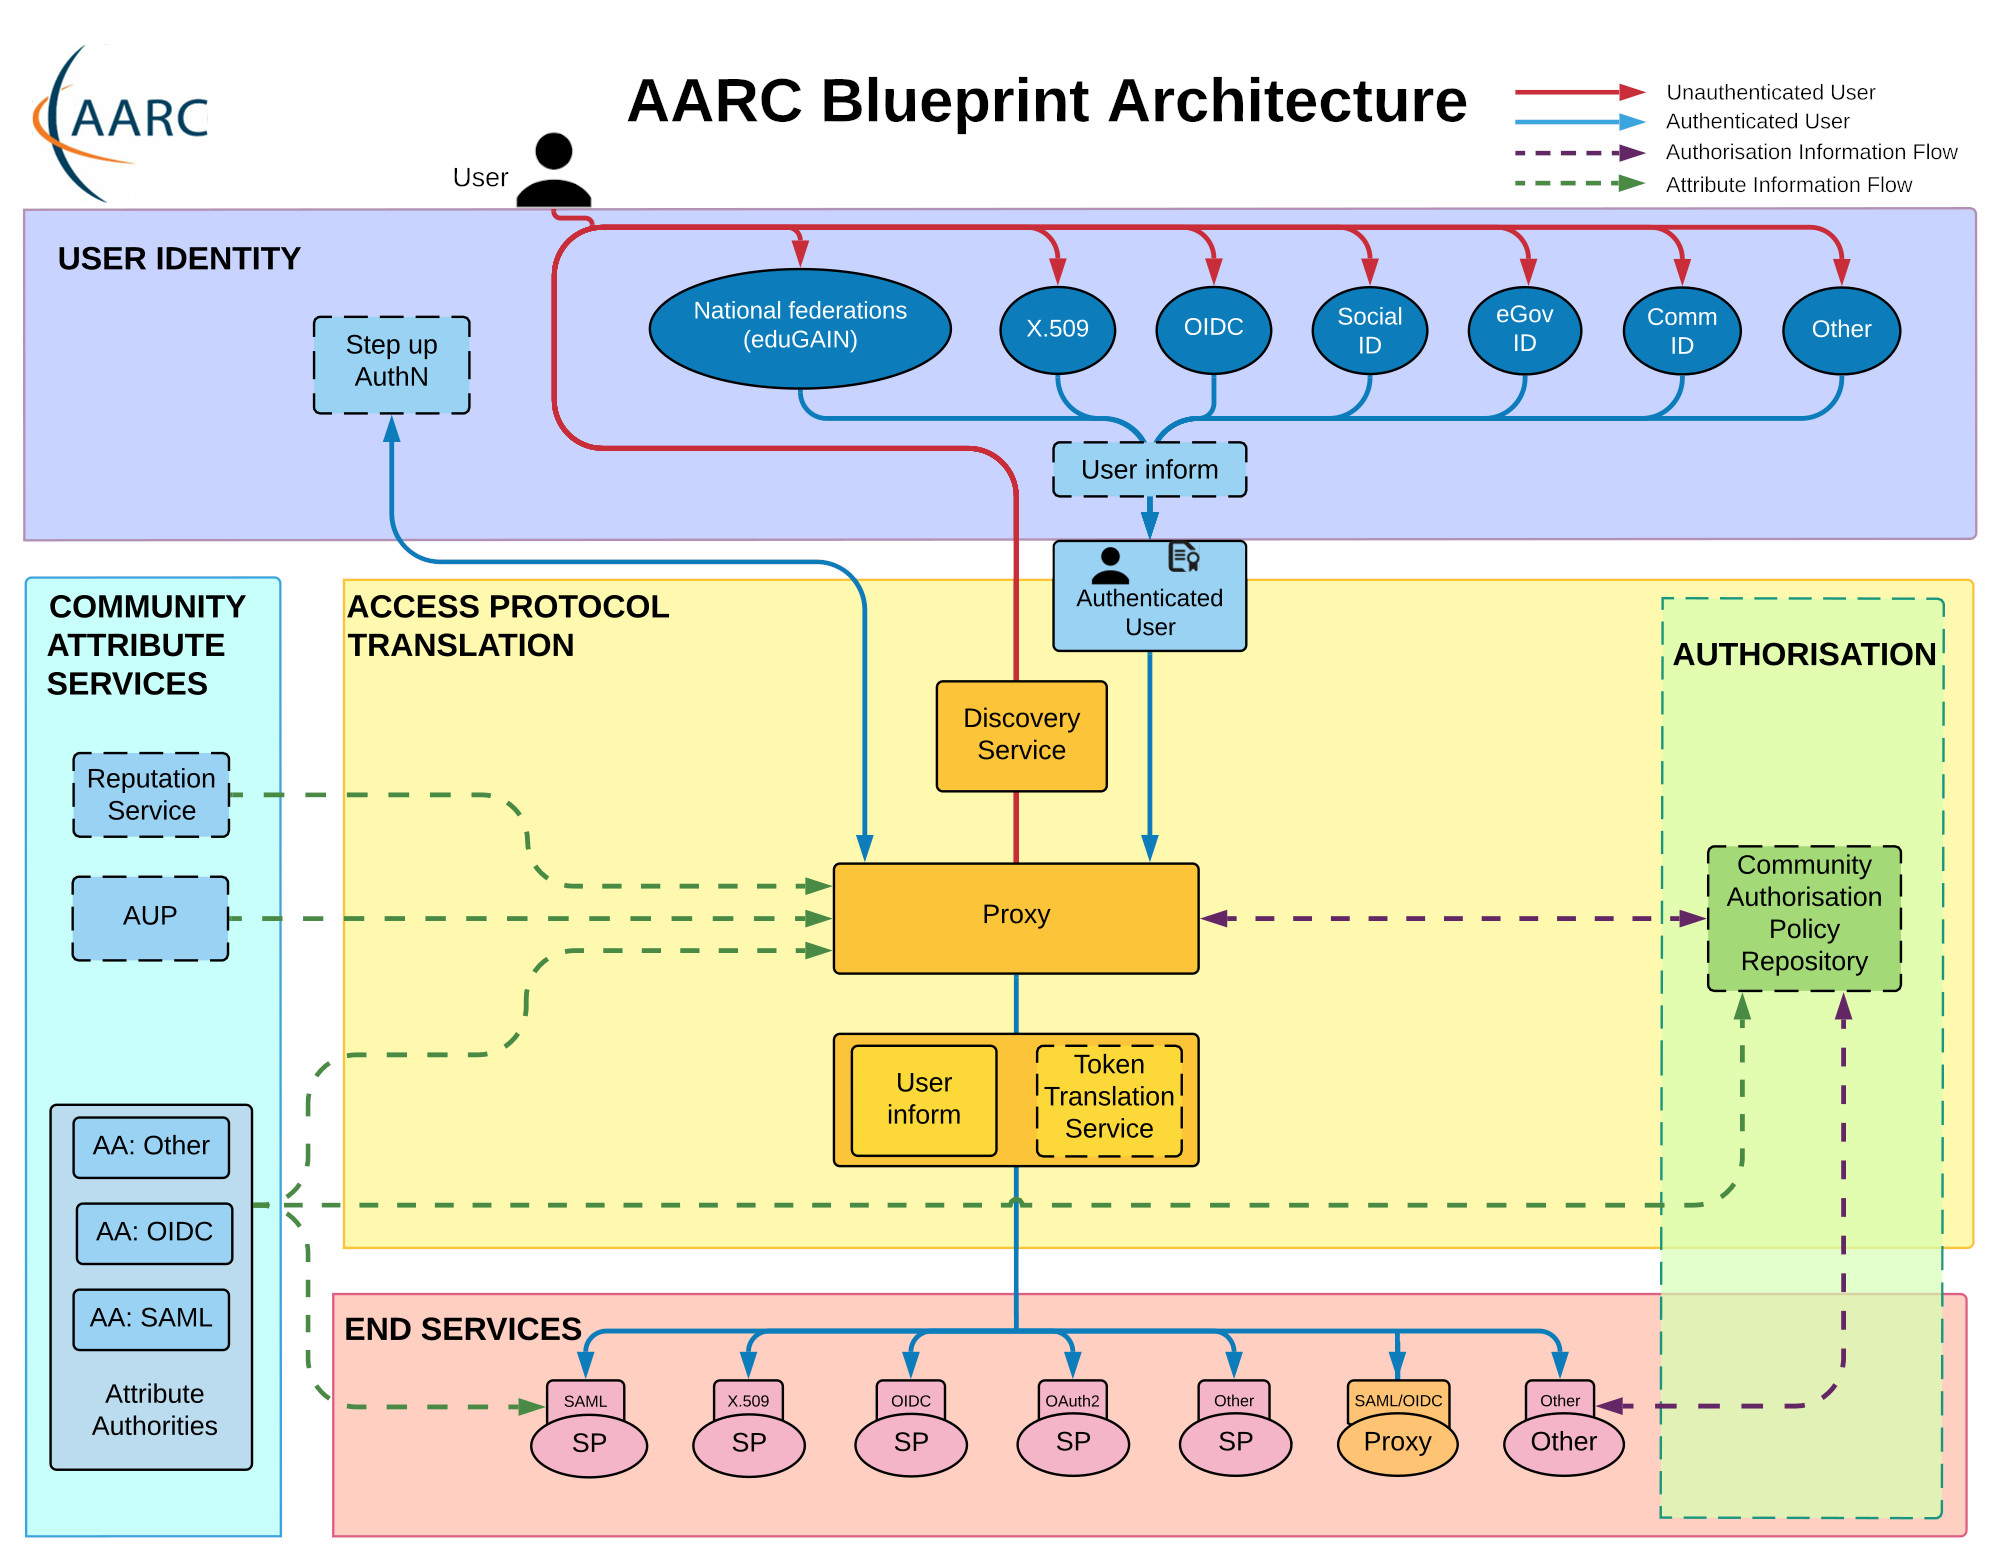 AARC
AARC Blueprint Architecture
Unauthenticated User
Authenticated User
Authorisation Information Flow
Attribute Information Flow
User
USER IDENTITY
National federations
(eduGAIN)
X.509
OIDC
Social
ID
eGov
ID
Comm
ID
Other
Step up
AuthN
User inform
Authenticated
User
COMMUNITY
ATTRIBUTE
SERVICES
ACCESS PROTOCOL
TRANSLATION
AUTHORISATION
Discovery
Service
Reputation
Service
AUP
Proxy
Community
Authorisation
Policy
Repository
User
inform
Token
Translation
Service
AA: Other
AA: OIDC
AA: SAML
Attribute
Authorities
END SERVICES
SAML
SP
X.509
SP
OIDC
SP
OAuth2
SP
Other
SP
SAML/OIDC
Proxy
Other
Other